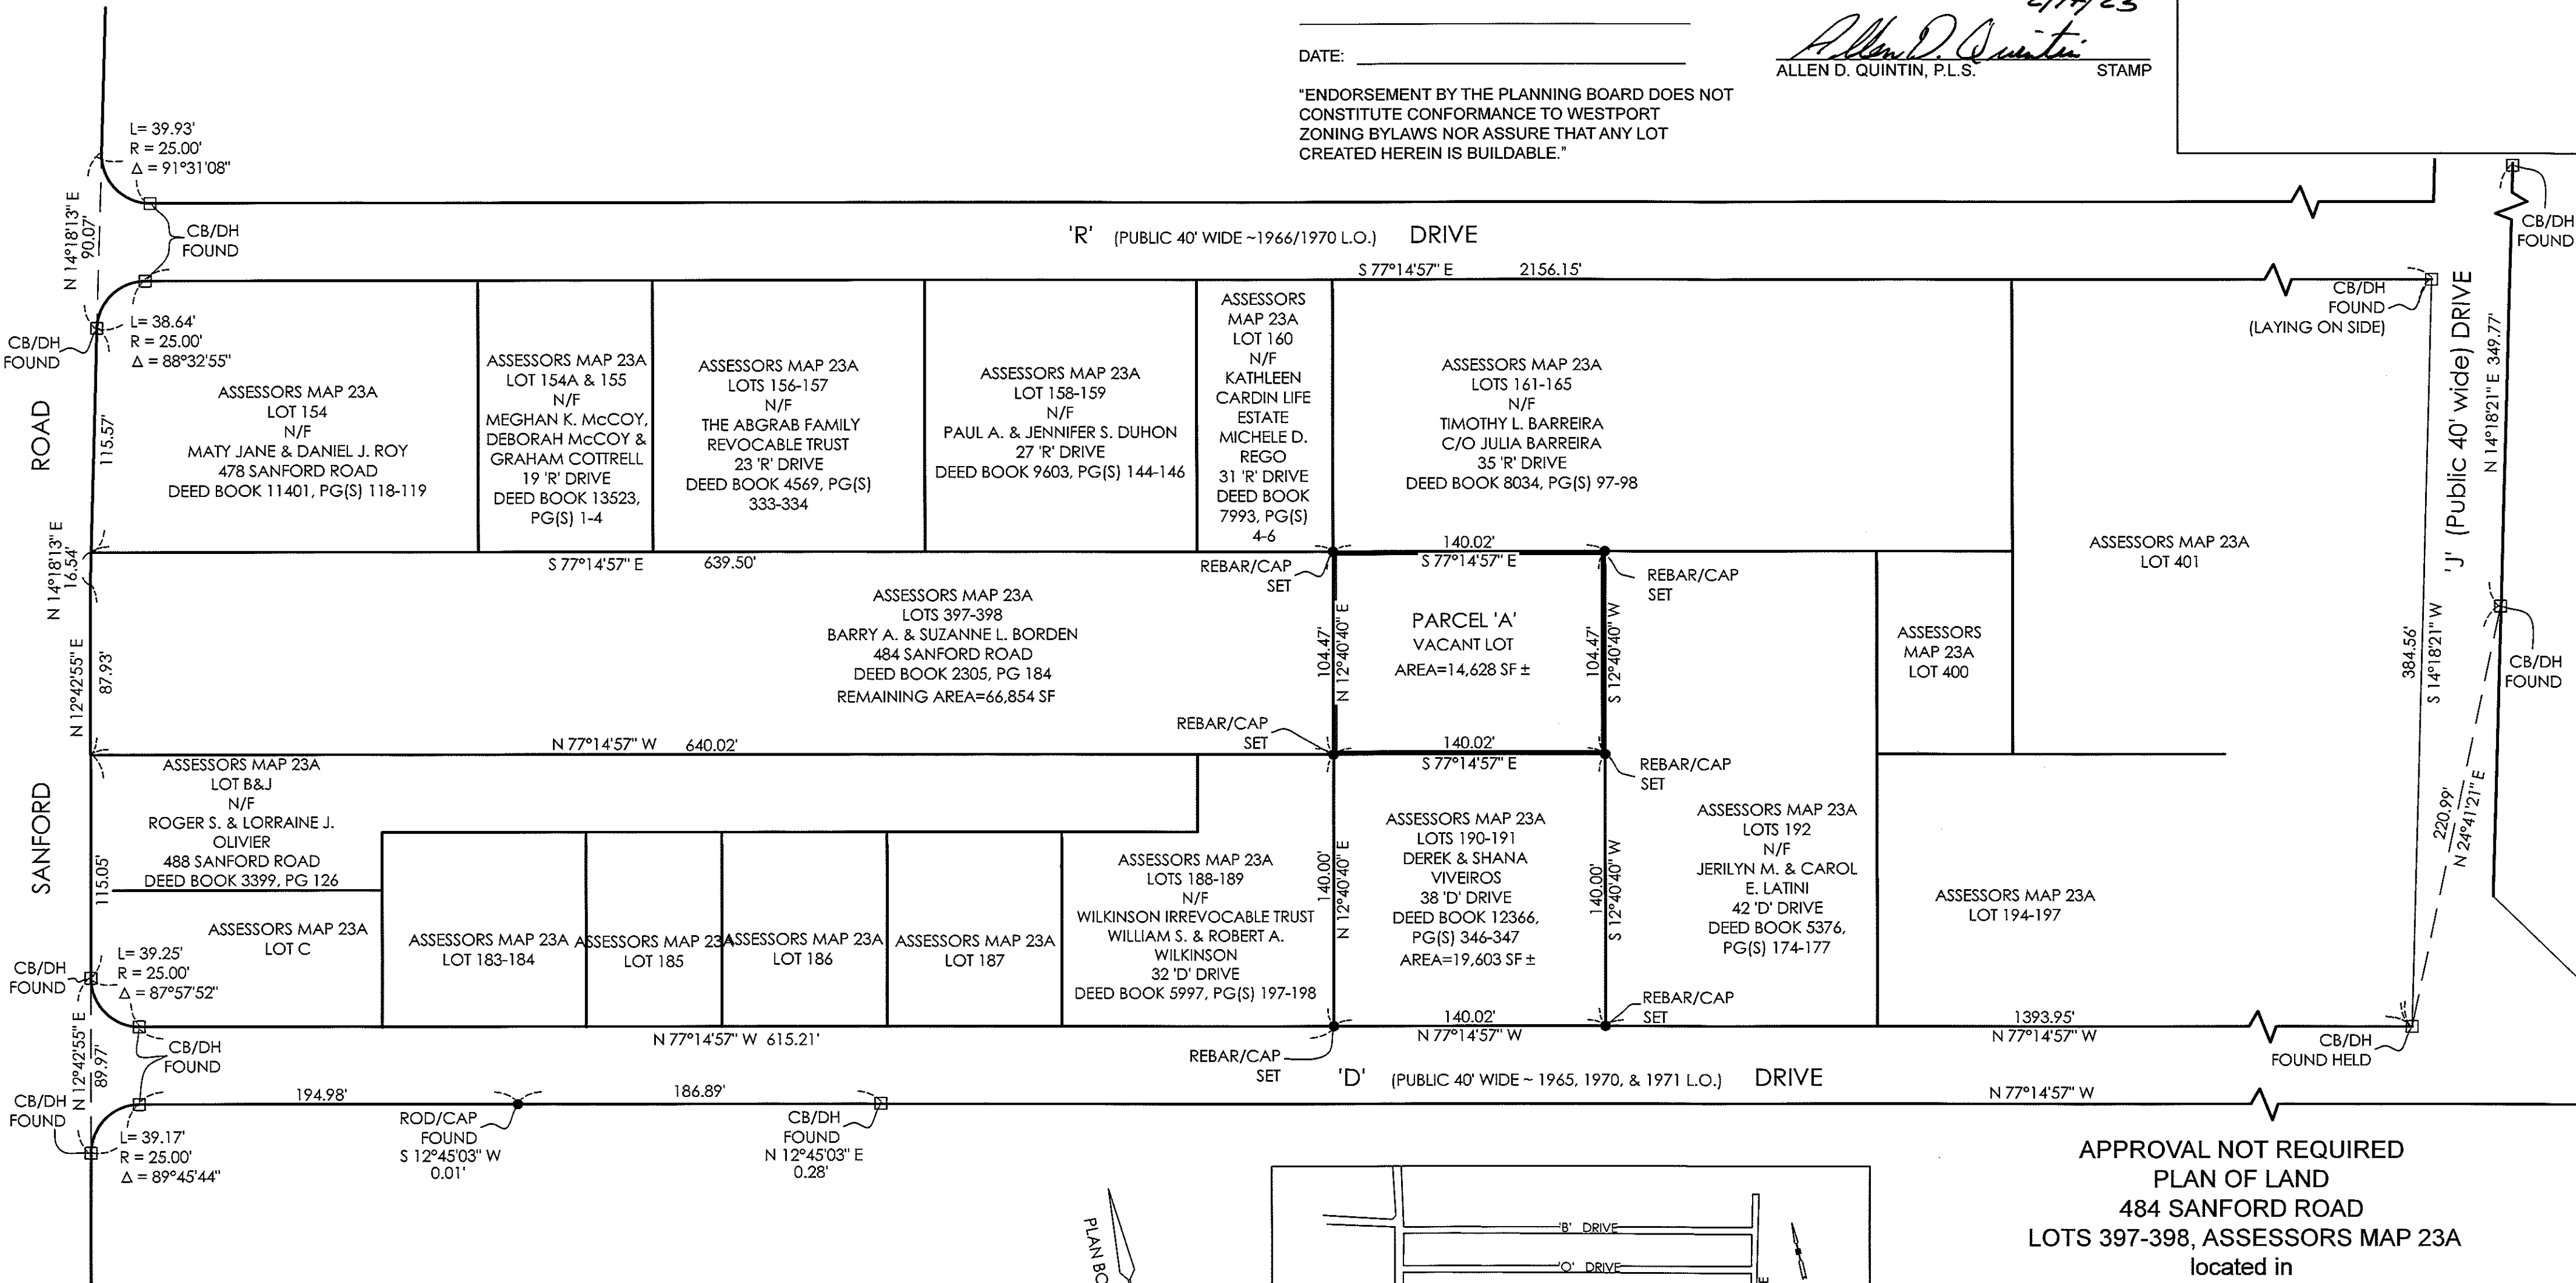 2/14/23
DATE:
Allen D. Quintin
ALLEN D. QUINTIN, P.L.S. STAMP
"ENDORSEMENT BY THE PLANNING BOARD DOES NOT
CONSTITUTE CONFORMANCE TO WESTPORT
ZONING BYLAWS NOR ASSURE THAT ANY LOT
CREATED HEREIN IS BUILDABLE."
L= 39.93'
R = 25.00'
Δ = 91°31'08"
N 14°18'13" E
90.07'
CB/DH
FOUND
'R' (PUBLIC 40' WIDE ~1966/1970 L.O.) DRIVE
S 77°14'57" E 2156.15'
CB/DH
FOUND
CB/DH
FOUND
(LAYING ON SIDE)
'J' (Public 40' wide) DRIVE
N 14°18'21" E 349.77'
L= 38.64'
R = 25.00'
Δ = 88°32'55"
CB/DH
FOUND
ROAD
115.57'
ASSESSORS MAP 23A
LOT 154
N/F
MATY JANE & DANIEL J. ROY
478 SANFORD ROAD
DEED BOOK 11401, PG(S) 118-119
ASSESSORS MAP 23A
LOT 154A & 155
N/F
MEGHAN K. McCOY,
DEBORAH McCOY &
GRAHAM COTTRELL
19 'R' DRIVE
DEED BOOK 13523,
PG(S) 1-4
ASSESSORS MAP 23A
LOTS 156-157
N/F
THE ABGRAB FAMILY
REVOCABLE TRUST
23 'R' DRIVE
DEED BOOK 4569, PG(S)
333-334
ASSESSORS MAP 23A
LOT 158-159
N/F
PAUL A. & JENNIFER S. DUHON
27 'R' DRIVE
DEED BOOK 9603, PG(S) 144-146
ASSESSORS
MAP 23A
LOT 160
N/F
KATHLEEN
CARDIN LIFE
ESTATE
MICHELE D.
REGO
31 'R' DRIVE
DEED BOOK
7993, PG(S)
4-6
ASSESSORS MAP 23A
LOTS 161-165
N/F
TIMOTHY L. BARREIRA
C/O JULIA BARREIRA
35 'R' DRIVE
DEED BOOK 8034, PG(S) 97-98
ASSESSORS MAP 23A
LOT 401
N 14°18'13" E
16.54'
S 77°14'57" E 639.50'
REBAR/CAP
SET
140.02'
S 77°14'57" E
REBAR/CAP
SET
N 12°42'55" E
87.93'
ASSESSORS MAP 23A
LOTS 397-398
BARRY A. & SUZANNE L. BORDEN
484 SANFORD ROAD
DEED BOOK 2305, PG 184
REMAINING AREA=66,854 SF
104.47'
N 12°40'40" E
PARCEL 'A'
VACANT LOT
AREA=14,628 SF ±
104.47'
S 12°40'40" W
ASSESSORS
MAP 23A
LOT 400
384.56'
S 14°18'21" W
CB/DH
FOUND
REBAR/CAP
SET
N 77°14'57" W 640.02'
140.02'
S 77°14'57" E
REBAR/CAP
SET
220.99'
N 24°41'21" E
SANFORD
115.05'
ASSESSORS MAP 23A
LOT B&J
N/F
ROGER S. & LORRAINE J.
OLIVIER
488 SANFORD ROAD
DEED BOOK 3399, PG 126
ASSESSORS MAP 23A
LOT C
ASSESSORS MAP 23A
LOT 183-184
ASSESSORS MAP 23A
LOT 185
ASSESSORS MAP 23A
LOT 186
ASSESSORS MAP 23A
LOT 187
ASSESSORS MAP 23A
LOTS 188-189
N/F
WILKINSON IRREVOCABLE TRUST
WILLIAM S. & ROBERT A.
WILKINSON
32 'D' DRIVE
DEED BOOK 5997, PG(S) 197-198
140.00'
N 12°40'40" E
ASSESSORS MAP 23A
LOTS 190-191
DEREK & SHANA
VIVEIROS
38 'D' DRIVE
DEED BOOK 12366,
PG(S) 346-347
AREA=19,603 SF ±
140.00'
S 12°40'40" W
ASSESSORS MAP 23A
LOTS 192
N/F
JERILYN M. & CAROL
E. LATINI
42 'D' DRIVE
DEED BOOK 5376,
PG(S) 174-177
ASSESSORS MAP 23A
LOT 194-197
CB/DH
FOUND
L= 39.25'
R = 25.00'
Δ = 87°57'52"
N 77°14'57" W 615.21'
REBAR/CAP
SET
140.02'
N 77°14'57" W
REBAR/CAP
SET
1393.95'
N 77°14'57" W
CB/DH
FOUND HELD
N 12°42'55" E
89.97'
CB/DH
FOUND
'D' (PUBLIC 40' WIDE ~ 1965, 1970, & 1971 L.O.) DRIVE
N 77°14'57" W
CB/DH
FOUND
L= 39.17'
R = 25.00'
Δ = 89°45'44"
194.98'
ROD/CAP
FOUND
S 12°45'03" W
0.01'
186.89'
CB/DH
FOUND
N 12°45'03" E
0.28'
PLAN BO
'B' DRIVE
'O' DRIVE
APPROVAL NOT REQUIRED
PLAN OF LAND
484 SANFORD ROAD
LOTS 397-398, ASSESSORS MAP 23A
located in